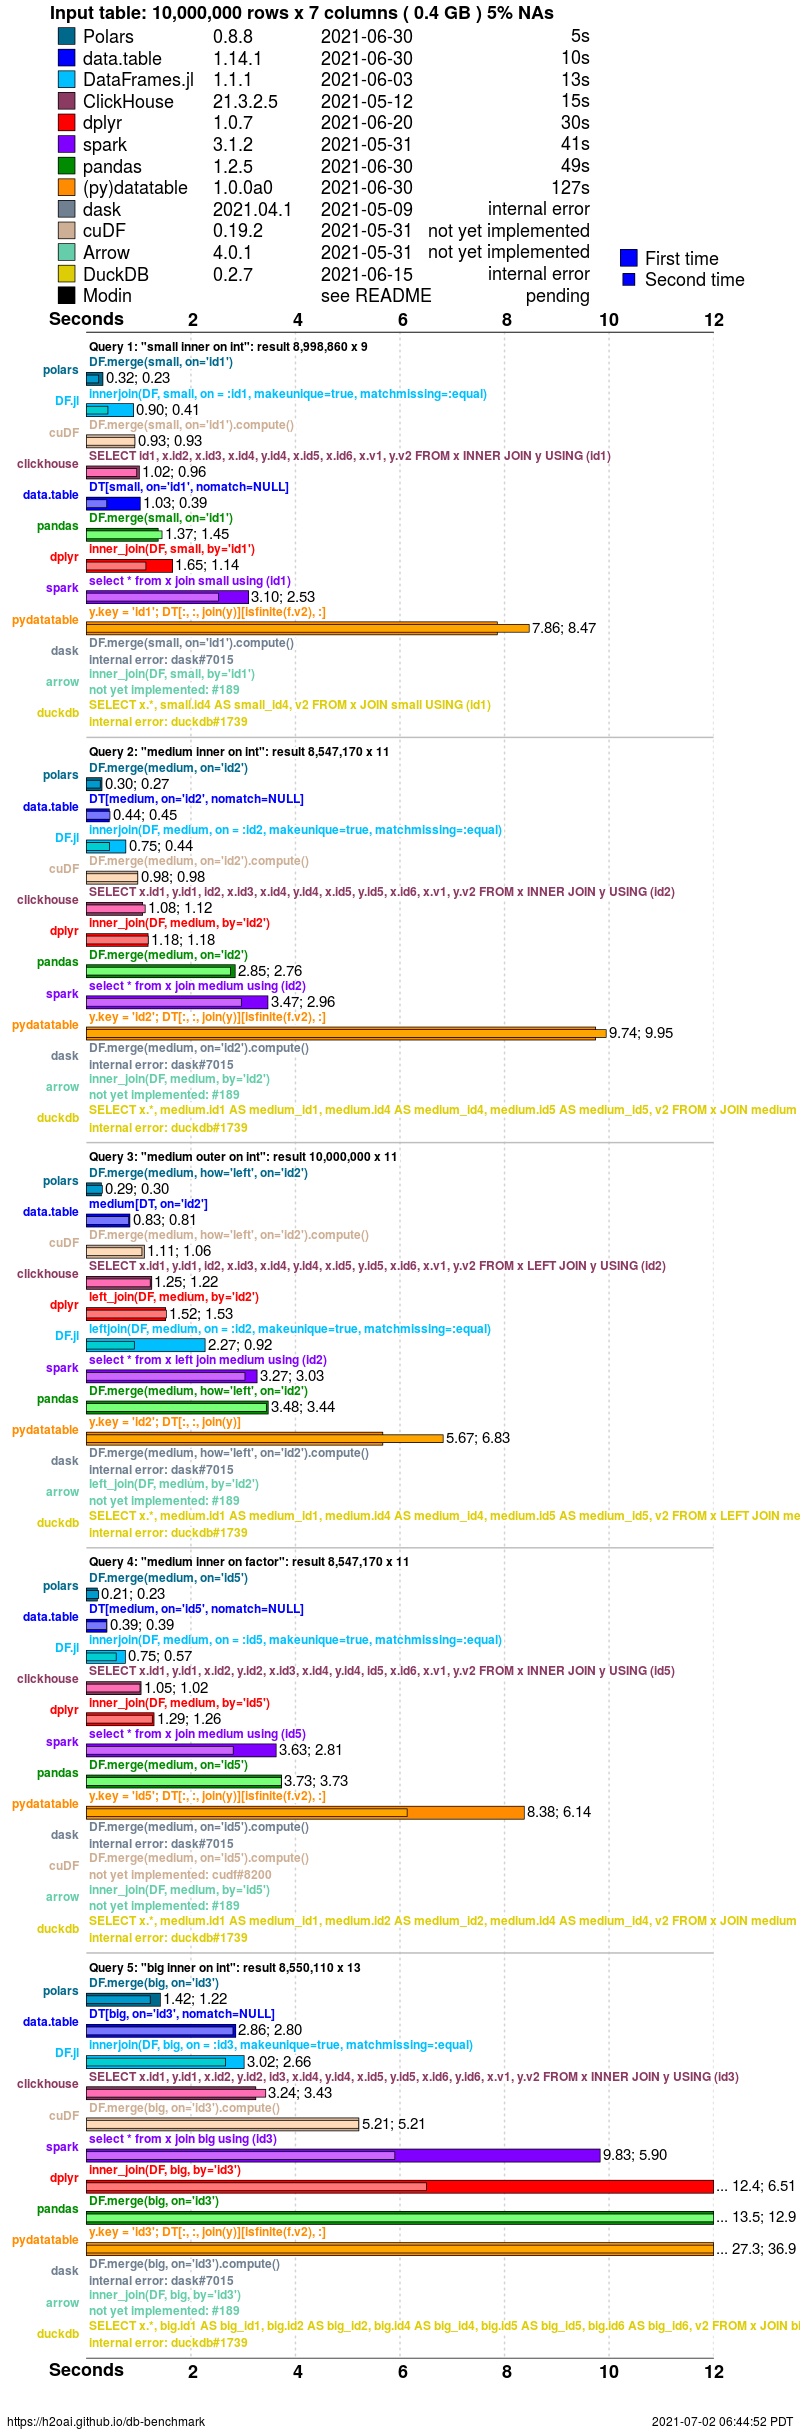 Input table: 10,000,000 rows x 7 columns ( 0.4 GB ) 5% NAs
Polars 0.8.8 2021-06-30 5s
data.table 1.14.1 2021-06-30 10s
DataFrames.jl 1.1.1 2021-06-03 13s
ClickHouse 21.3.2.5 2021-05-12 15s
dplyr 1.0.7 2021-06-20 30s
spark 3.1.2 2021-05-31 41s
pandas 1.2.5 2021-06-30 49s
(py)datatable 1.0.0a0 2021-06-30 127s
dask 2021.04.1 2021-05-09 internal error
cuDF 0.19.2 2021-05-31 not yet implemented
Arrow 4.0.1 2021-05-31 not yet implemented
DuckDB 0.2.7 2021-06-15 internal error
Modin see README pending
First time
Second time
Seconds 2 4 6 8 10 12
Query 1: "small inner on int": result 8,998,860 x 9
DF.merge(small, on='id1')
polars 0.32; 0.23
innerjoin(DF, small, on = :id1, makeunique=true, matchmissing=:equal)
DF.jl 0.90; 0.41
DF.merge(small, on='id1').compute()
cuDF 0.93; 0.93
SELECT id1, x.id2, x.id3, x.id4, y.id4, x.id5, x.id6, x.v1, y.v2 FROM x INNER JOIN y USING (id1)
clickhouse 1.02; 0.96
DT[small, on='id1', nomatch=NULL]
data.table 1.03; 0.39
DF.merge(small, on='id1')
pandas 1.37; 1.45
inner_join(DF, small, by='id1')
dplyr 1.65; 1.14
select * from x join small using (id1)
spark 3.10; 2.53
y.key = 'id1'; DT[:, :, join(y)][isfinite(f.v2), :]
pydatatable 7.86; 8.47
DF.merge(small, on='id1').compute()
dask internal error: dask#7015
inner_join(DF, small, by='id1')
arrow not yet implemented: #189
SELECT x.*, small.id4 AS small_id4, v2 FROM x JOIN small USING (id1)
duckdb internal error: duckdb#1739
Query 2: "medium inner on int": result 8,547,170 x 11
DF.merge(medium, on='id2')
polars 0.30; 0.27
DT[medium, on='id2', nomatch=NULL]
data.table 0.44; 0.45
innerjoin(DF, medium, on = :id2, makeunique=true, matchmissing=:equal)
DF.jl 0.75; 0.44
DF.merge(medium, on='id2').compute()
cuDF 0.98; 0.98
SELECT x.id1, y.id1, id2, x.id3, x.id4, y.id4, x.id5, y.id5, x.id6, x.v1, y.v2 FROM x INNER JOIN y USING (id2)
clickhouse 1.08; 1.12
inner_join(DF, medium, by='id2')
dplyr 1.18; 1.18
DF.merge(medium, on='id2')
pandas 2.85; 2.76
select * from x join medium using (id2)
spark 3.47; 2.96
y.key = 'id2'; DT[:, :, join(y)][isfinite(f.v2), :]
pydatatable 9.74; 9.95
DF.merge(medium, on='id2').compute()
dask internal error: dask#7015
inner_join(DF, medium, by='id2')
arrow not yet implemented: #189
SELECT x.*, medium.id1 AS medium_id1, medium.id4 AS medium_id4, medium.id5 AS medium_id5, v2 FROM x JOIN medium
duckdb internal error: duckdb#1739
Query 3: "medium outer on int": result 10,000,000 x 11
DF.merge(medium, how='left', on='id2')
polars 0.29; 0.30
medium[DT, on='id2']
data.table 0.83; 0.81
DF.merge(medium, how='left', on='id2').compute()
cuDF 1.11; 1.06
SELECT x.id1, y.id1, id2, x.id3, x.id4, y.id4, x.id5, y.id5, x.id6, x.v1, y.v2 FROM x LEFT JOIN y USING (id2)
clickhouse 1.25; 1.22
left_join(DF, medium, by='id2')
dplyr 1.52; 1.53
leftjoin(DF, medium, on = :id2, makeunique=true, matchmissing=:equal)
DF.jl 2.27; 0.92
select * from x left join medium using (id2)
spark 3.27; 3.03
DF.merge(medium, how='left', on='id2')
pandas 3.48; 3.44
y.key = 'id2'; DT[:, :, join(y)]
pydatatable 5.67; 6.83
DF.merge(medium, how='left', on='id2').compute()
dask internal error: dask#7015
left_join(DF, medium, by='id2')
arrow not yet implemented: #189
SELECT x.*, medium.id1 AS medium_id1, medium.id4 AS medium_id4, medium.id5 AS medium_id5, v2 FROM x LEFT JOIN me
duckdb internal error: duckdb#1739
Query 4: "medium inner on factor": result 8,547,170 x 11
DF.merge(medium, on='id5')
polars 0.21; 0.23
DT[medium, on='id5', nomatch=NULL]
data.table 0.39; 0.39
innerjoin(DF, medium, on = :id5, makeunique=true, matchmissing=:equal)
DF.jl 0.75; 0.57
SELECT x.id1, y.id1, x.id2, y.id2, x.id3, x.id4, y.id4, id5, x.id6, x.v1, y.v2 FROM x INNER JOIN y USING (id5)
clickhouse 1.05; 1.02
inner_join(DF, medium, by='id5')
dplyr 1.29; 1.26
select * from x join medium using (id5)
spark 3.63; 2.81
DF.merge(medium, on='id5')
pandas 3.73; 3.73
y.key = 'id5'; DT[:, :, join(y)][isfinite(f.v2), :]
pydatatable 8.38; 6.14
DF.merge(medium, on='id5').compute()
dask internal error: dask#7015
DF.merge(medium, on='id5').compute()
cuDF not yet implemented: cudf#8200
inner_join(DF, medium, by='id5')
arrow not yet implemented: #189
SELECT x.*, medium.id1 AS medium_id1, medium.id2 AS medium_id2, medium.id4 AS medium_id4, v2 FROM x JOIN medium
duckdb internal error: duckdb#1739
Query 5: "big inner on int": result 8,550,110 x 13
DF.merge(big, on='id3')
polars 1.42; 1.22
DT[big, on='id3', nomatch=NULL]
data.table 2.86; 2.80
innerjoin(DF, big, on = :id3, makeunique=true, matchmissing=:equal)
DF.jl 3.02; 2.66
SELECT x.id1, y.id1, x.id2, y.id2, id3, x.id4, y.id4, x.id5, y.id5, x.id6, y.id6, x.v1, y.v2 FROM x INNER JOIN y USING (id3)
clickhouse 3.24; 3.43
DF.merge(big, on='id3').compute()
cuDF 5.21; 5.21
select * from x join big using (id3)
spark 9.83; 5.90
inner_join(DF, big, by='id3')
dplyr ... 12.4; 6.51
DF.merge(big, on='id3')
pandas ... 13.5; 12.9
y.key = 'id3'; DT[:, :, join(y)][isfinite(f.v2), :]
pydatatable ... 27.3; 36.9
DF.merge(big, on='id3').compute()
dask internal error: dask#7015
inner_join(DF, big, by='id3')
arrow not yet implemented: #189
SELECT x.*, big.id1 AS big_id1, big.id2 AS big_id2, big.id4 AS big_id4, big.id5 AS big_id5, big.id6 AS big_id6, v2 FROM x JOIN bi
duckdb internal error: duckdb#1739
Seconds 2 4 6 8 10 12
https://h2oai.github.io/db-benchmark 2021-07-02 06:44:52 PDT